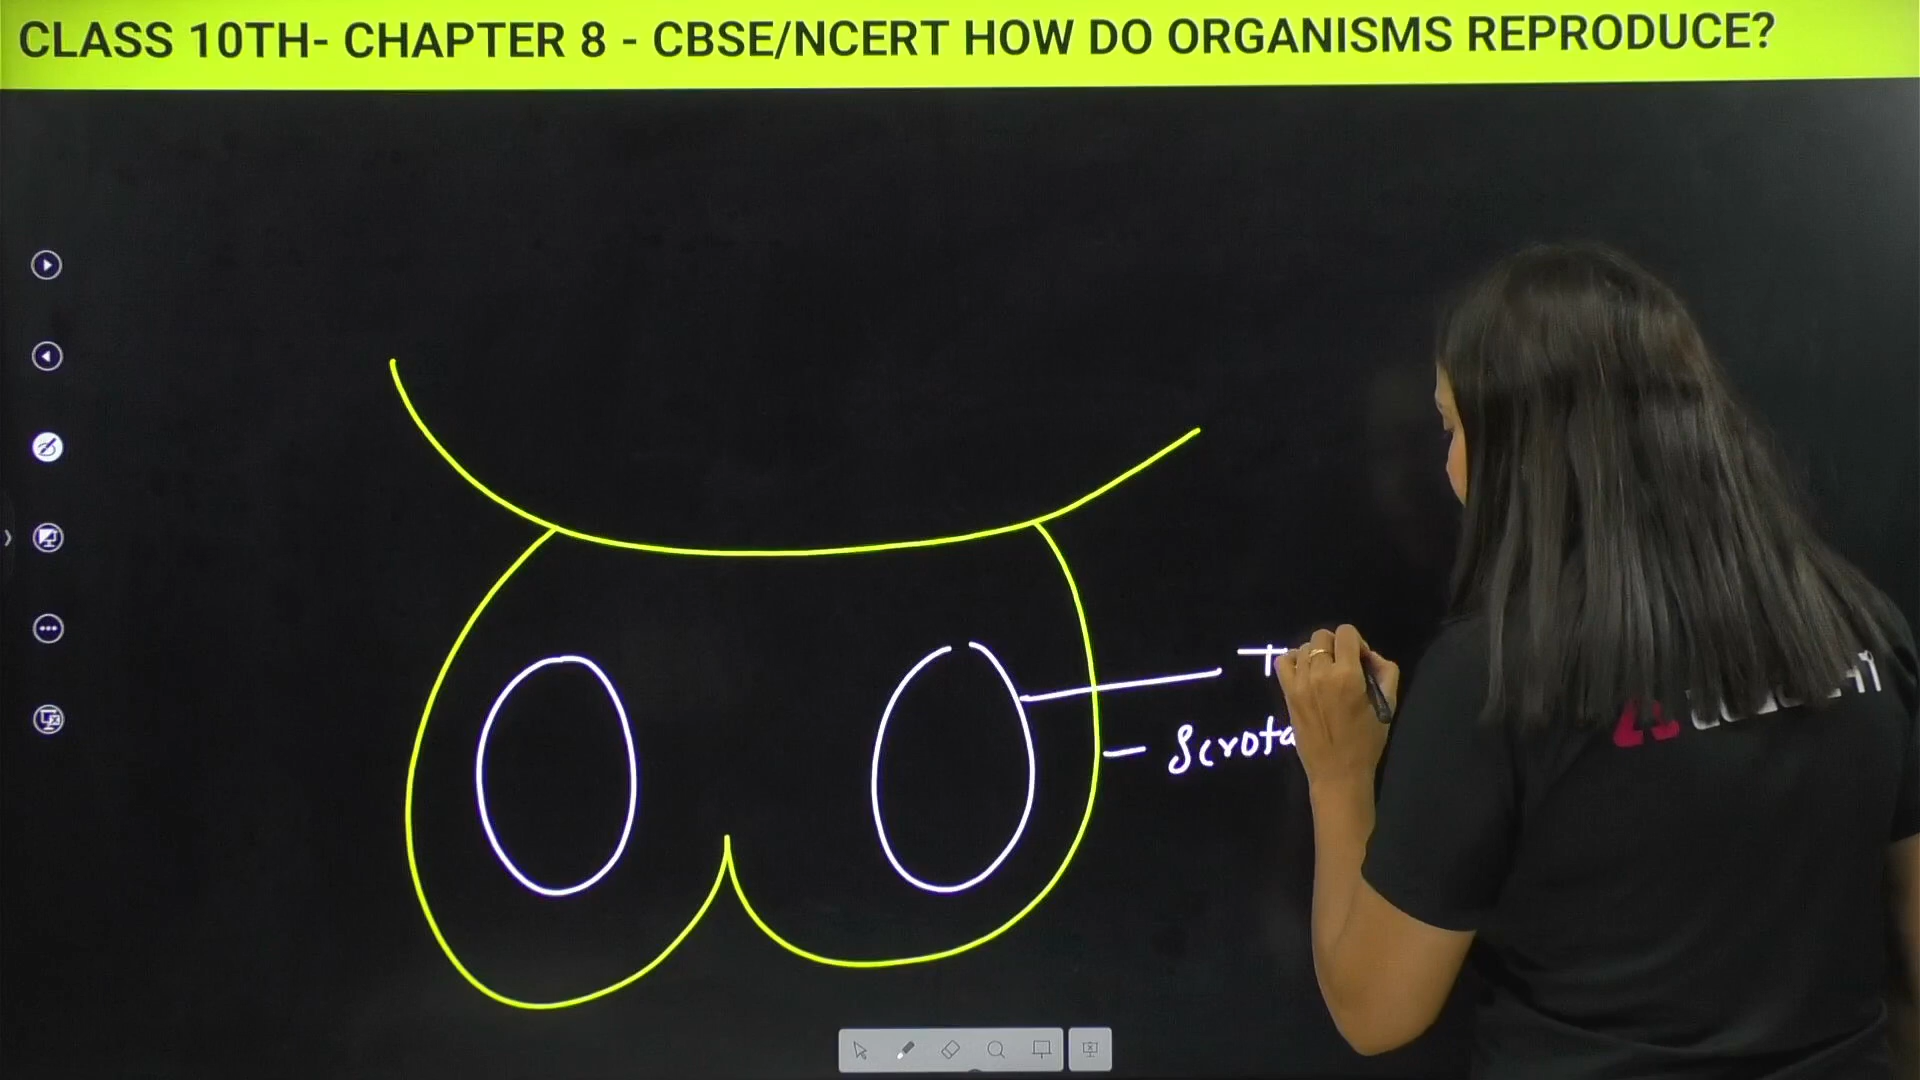 CLASS 10TH- CHAPTER 8 - CBSE/NCERT HOW DO ORGANISMS REPRODUCE?
T
Scrota